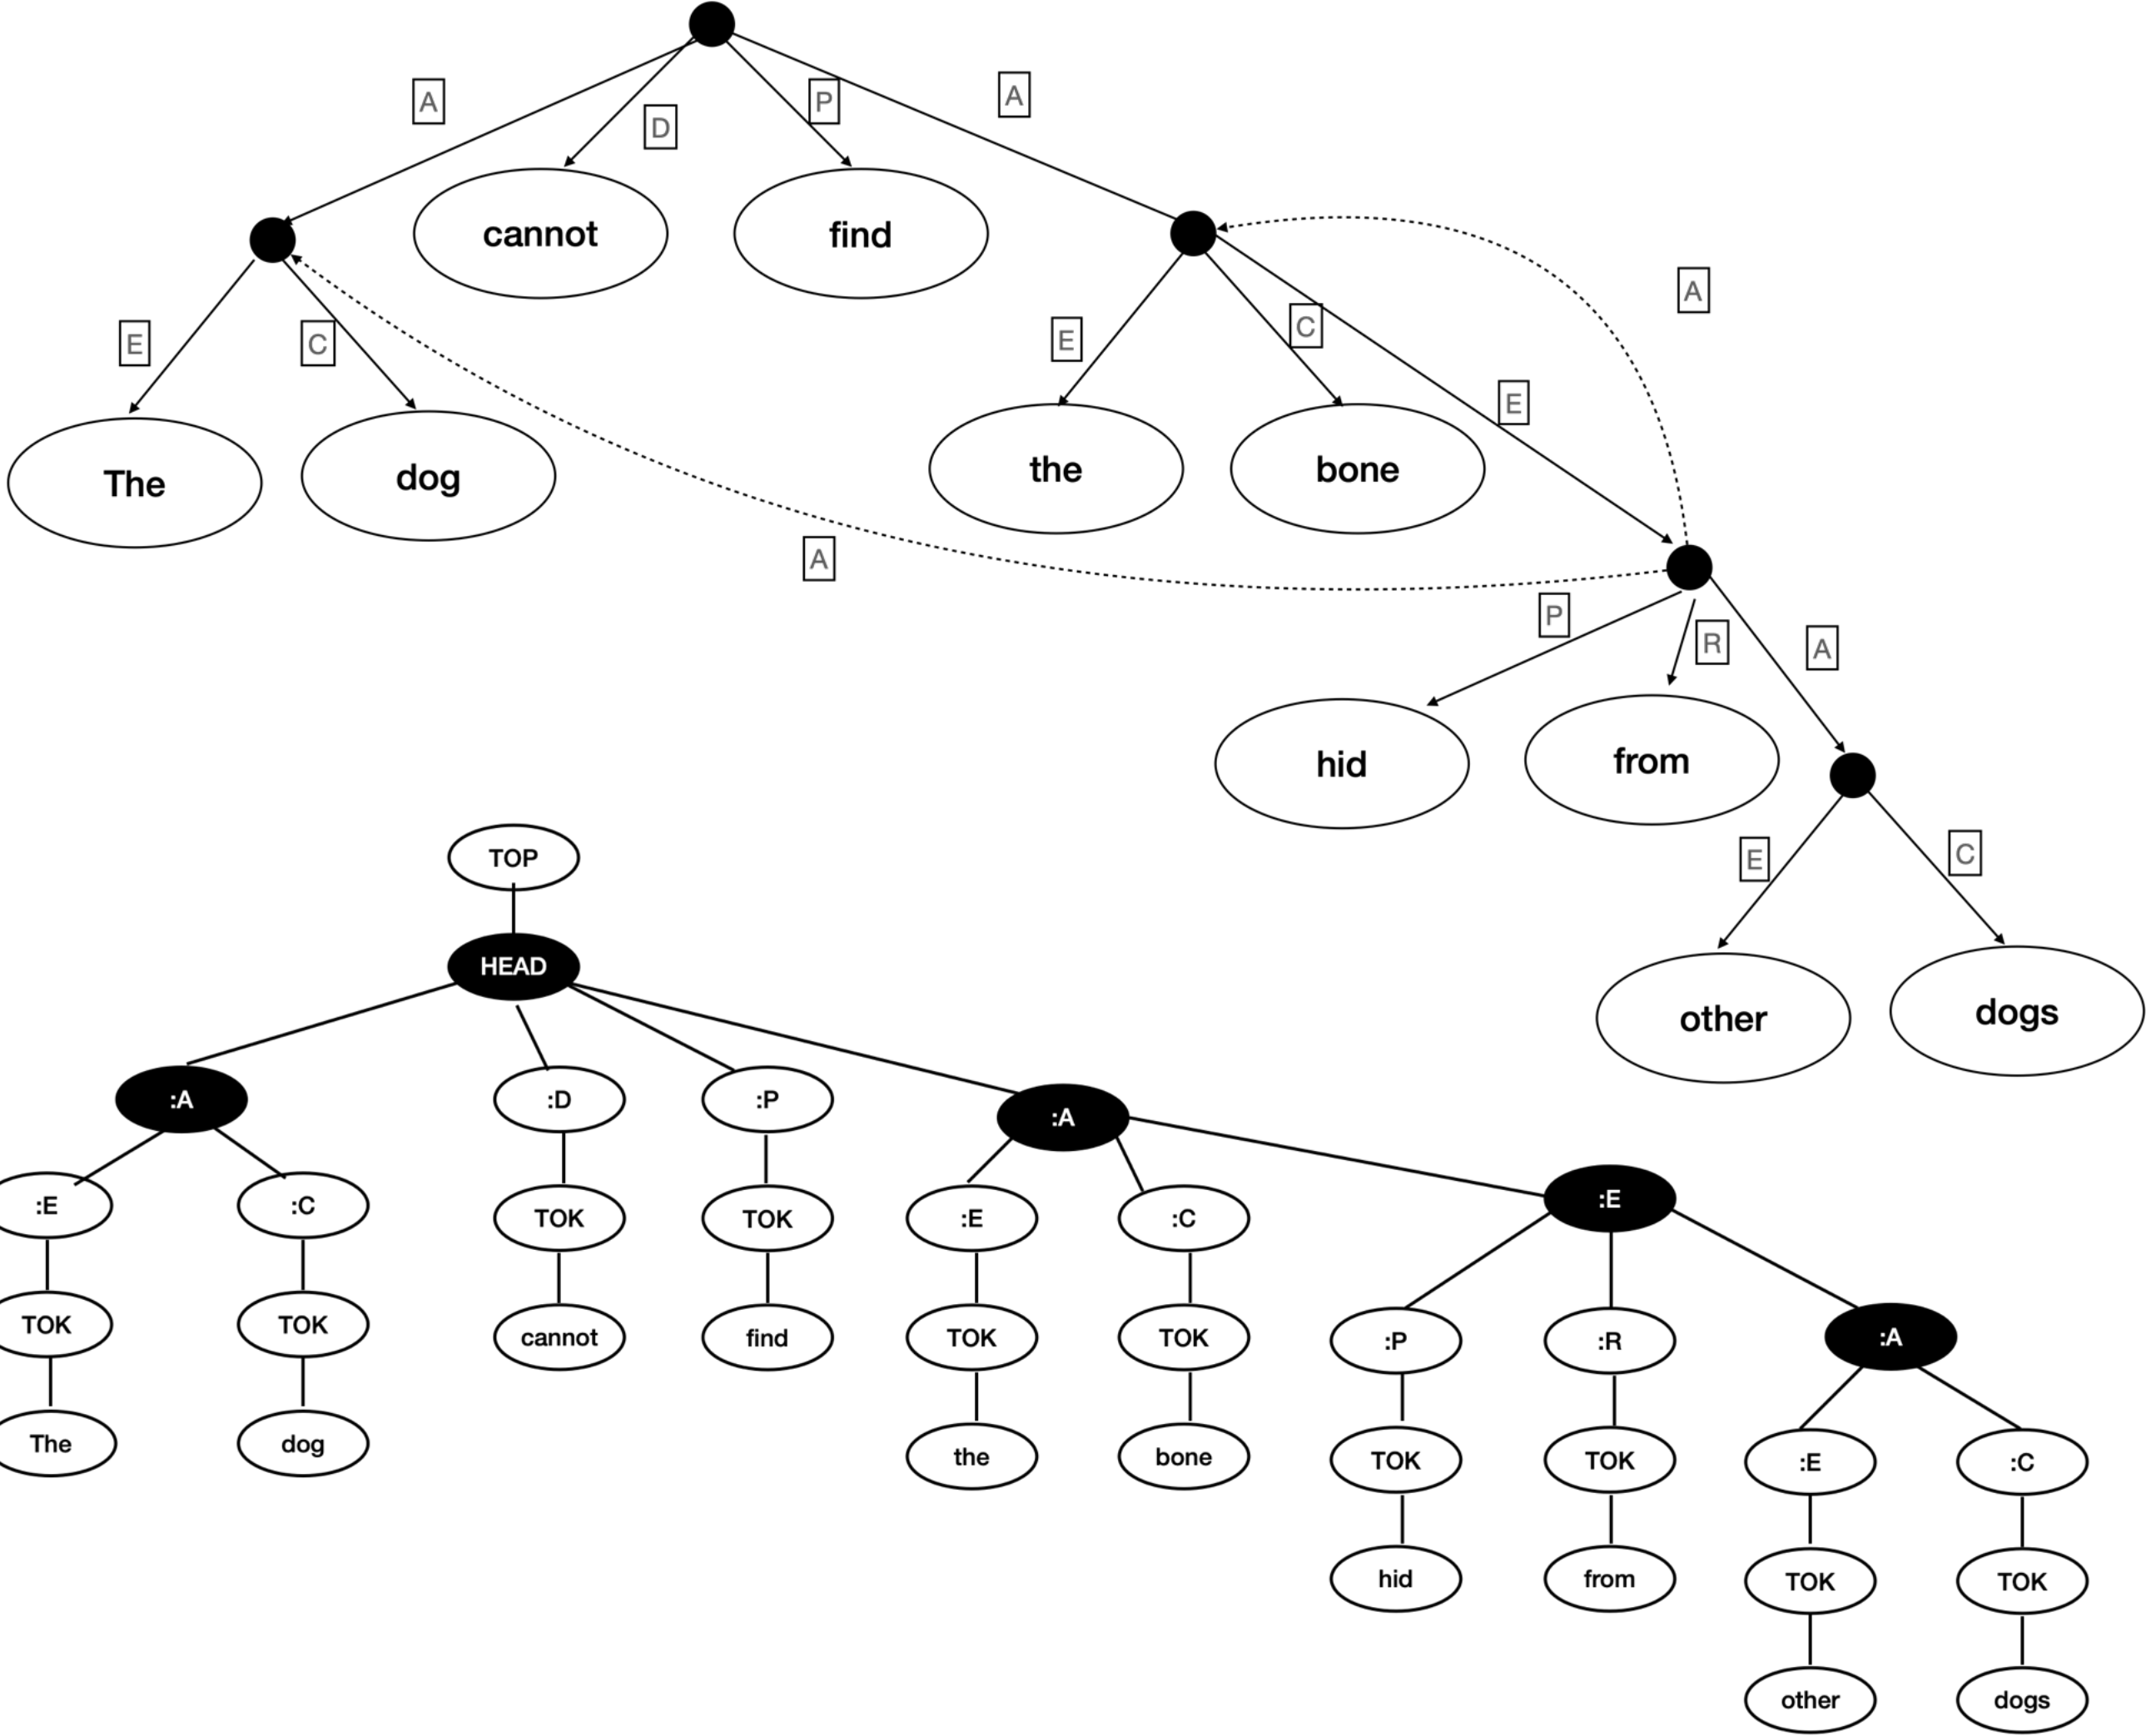 A
D
P
A
cannot
find
A
E
C
E
C
E
The
dog
the
bone
A
P
R
A
hid
from
E
C
other
dogs
TOP
HEAD
:A
:D
:P
:A
:E
:C
TOK
TOK
:E
:C
:E
TOK
TOK
cannot
find
TOK
TOK
:P
:R
:A
The
dog
the
bone
TOK
TOK
:E
:C
hid
from
TOK
TOK
other
dogs